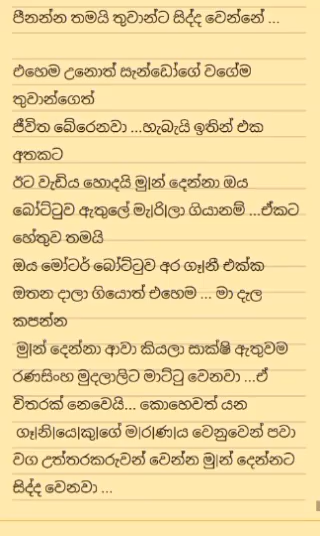 පීනන්න තමයි තුවාන්ට සිද්ද වෙන්නේ ...
එහෙම උනොත් සැන්ඩෝගේ වගේම
තුවාන්ගෙත්
ජීවිත බේරෙනවා ...හැබැයි ඉතින් එක
අතකට
ඊට වැඩිය හොදයි මු|න් දෙන්නා ඔය
බෝට්ටුව ඇතුලේ මැ|රි|ලා ගියානම් ...ඒකට
හේතුව තමයි
ඔය මෝටර් බෝට්ටුව අර ගෑ|නී එක්ක
ඔතන දාලා ගියොත් එහෙම ... මා දැල
කපන්න
මු|න් දෙන්නා ආවා කියලා සාක්ෂි ඇතුවම
රණසිංහ මුදලාලිට මාට්ටු වෙනවා ...ඒ
විතරක් නෙවෙයි... කොහෙවත් යන
ගෑ|නි|යෙ|කු|ගේ ම|ර|ණ|ය වෙනුවෙන් පවා
වග උත්තරකරුවන් වෙන්න මු|න් දෙන්නට
සිද්ද වෙනවා ...